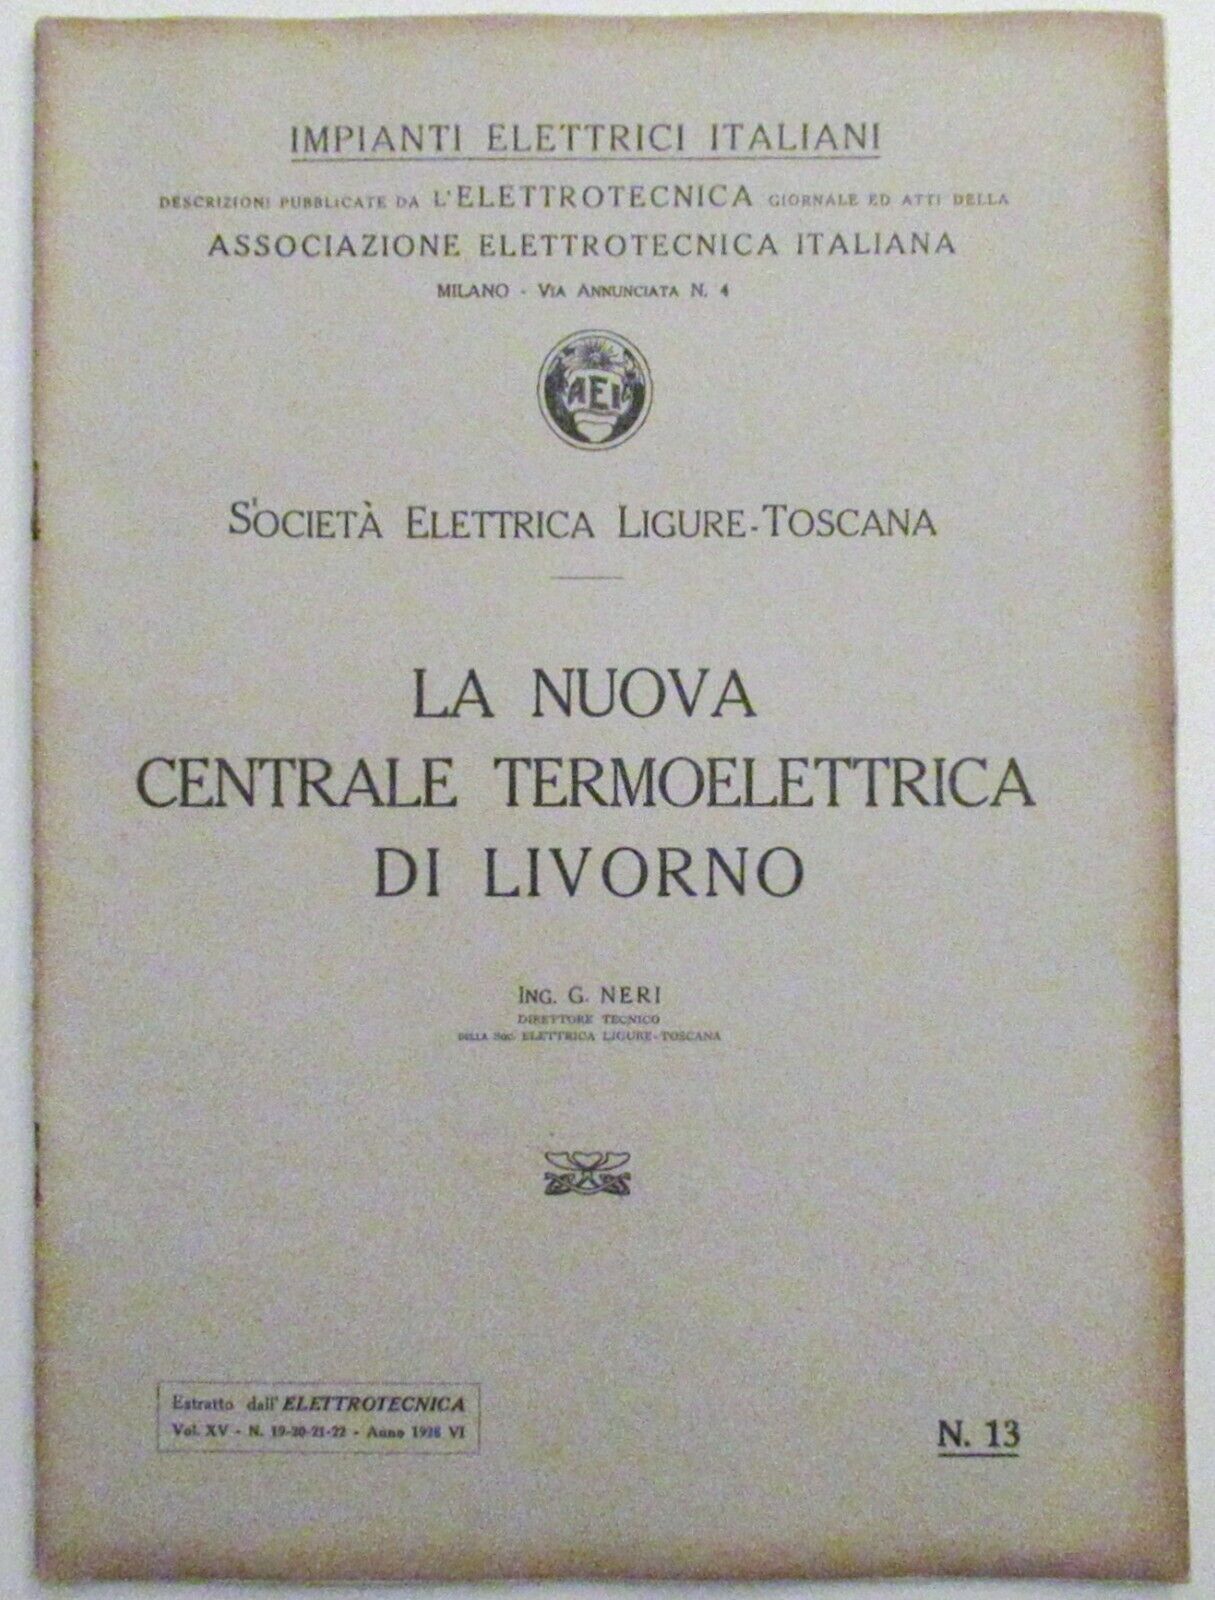 IMPIANTI ELETTRICI ITALIANI
DESCRIZIONI PUBBLICATE DA L'ELETTROTECNICA GIORNALE ED ATTI DELLA
ASSOCIAZIONE ELETTROTECNICA ITALIANA
MILANO - VIA ANNUNCIATA N. 4
AEI
SOCIETÀ ELETTRICA LIGURE-TOSCANA
LA NUOVA
CENTRALE TERMOELETTRICA
DI LIVORNO
ING. G. NERI
DIRETTORE TECNICO
DELLA SOC. ELETTRICA LIGURE-TOSCANA
Estratto dall'ELETTROTECNICA
Vol. XV - N. 19-20-21-22 - Anno 1928 VI
N. 13